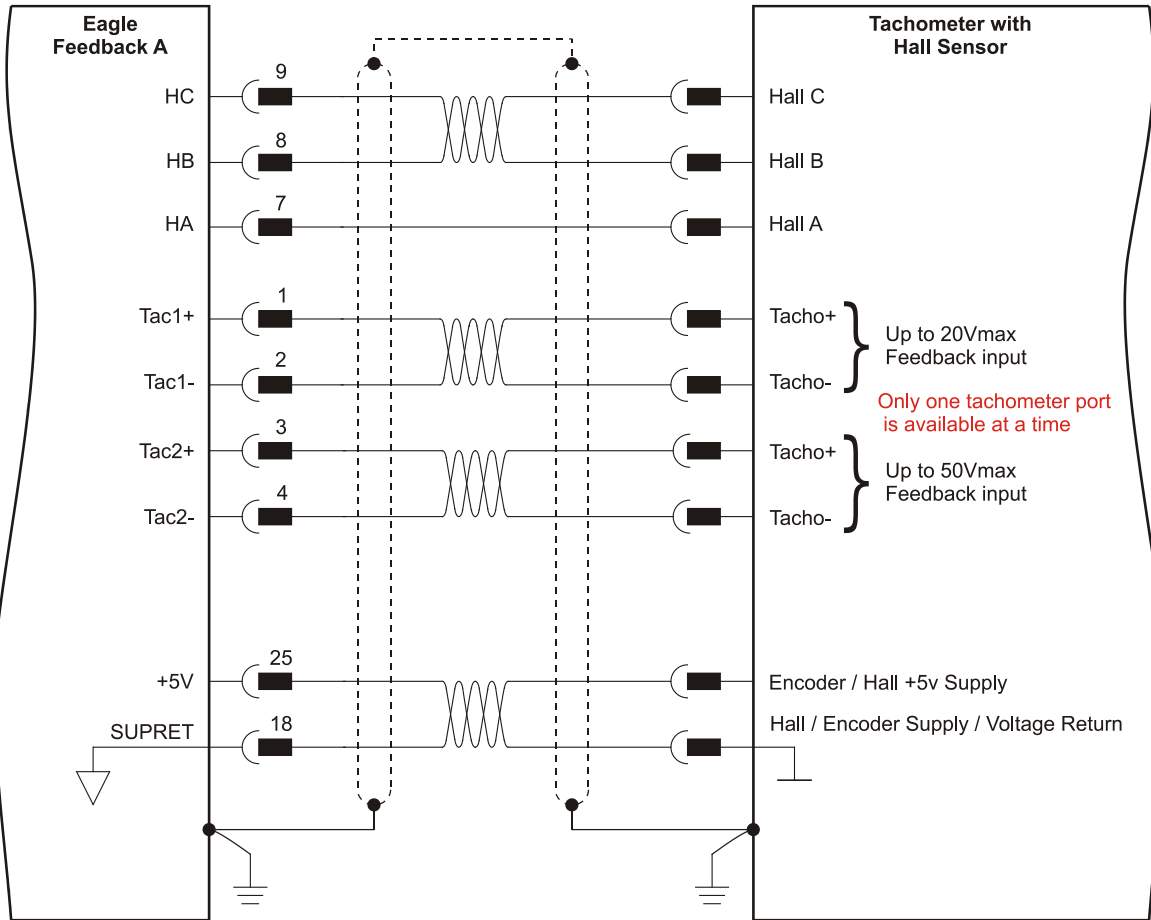 Eagle
Feedback A
Tachometer with
Hall Sensor
HC 9 Hall C
HB 8 Hall B
HA 7 Hall A
Tac1+ 1 Tacho+
Up to 20Vmax
Feedback input
Tac1- 2 Tacho-
Only one tachometer port
is available at a time
Tac2+ 3 Tacho+
Up to 50Vmax
Feedback input
Tac2- 4 Tacho-
+5V 25 Encoder / Hall +5v Supply
SUPRET 18 Hall / Encoder Supply / Voltage Return